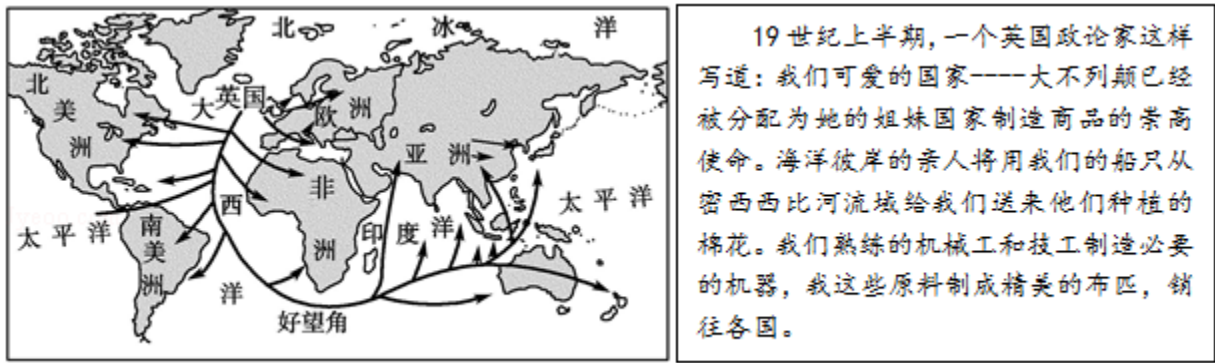 北 冰 洋
北美洲
大西洋
英国
欧洲
亚洲
非洲
印度洋
太平洋
太平洋
南美洲
好望角
19世纪上半期，一个英国政论家这样
写道：我们可爱的国家----大不列颠已经
被分配为她的姐妹国家制造商品的崇高
使命。海洋彼岸的亲人将用我们的船只从
密西西比河流域给我们送来他们种植的
棉花。我们熟练的机械工和技工制造必要
的机器，我这些原料制成精美的布匹，销
往各国。